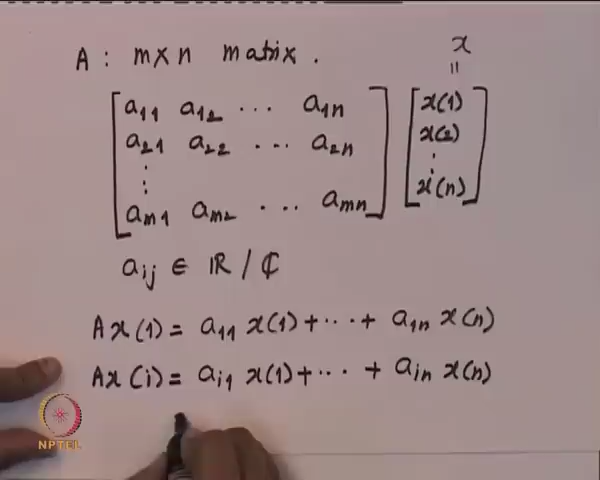 A : m×n matrix .
x
=
[ a11 a12 ... a1n ] [ x(1) ]
[ a21 a22 ... a2n ] [ x(2) ]
[ : ] [ : ]
[ am1 am2 ... amn ] [ x(n) ]
aij ∈ ℝ / ℂ
Ax(1) = a11 x(1) + ... + a1n x(n)
Ax(i) = ai1 x(1) + ... + ain x(n)
NPTEL